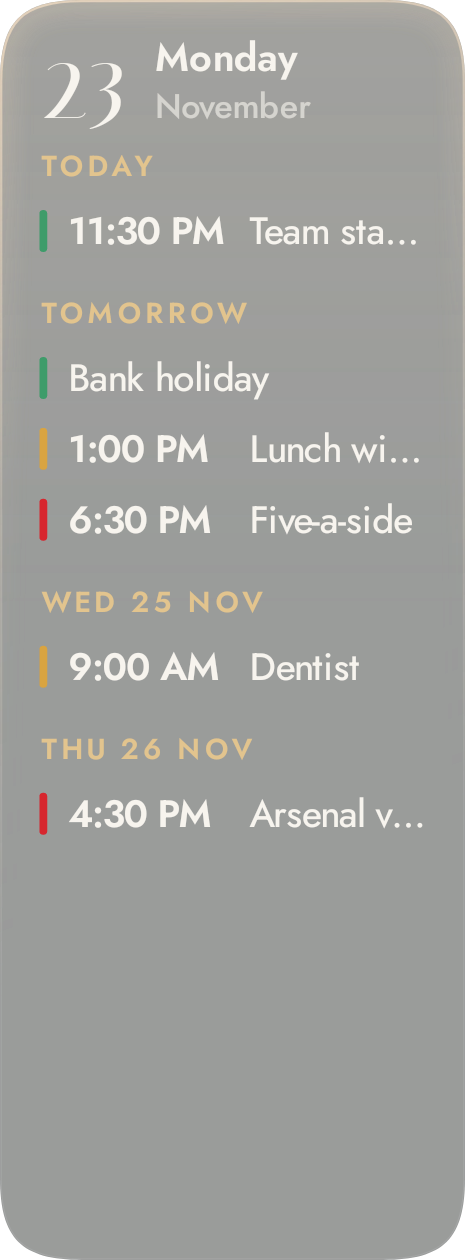 23 Monday
November
TODAY
11:30 PM Team sta...
TOMORROW
Bank holiday
1:00 PM Lunch wi...
6:30 PM Five-a-side
WED 25 NOV
9:00 AM Dentist
THU 26 NOV
4:30 PM Arsenal v...